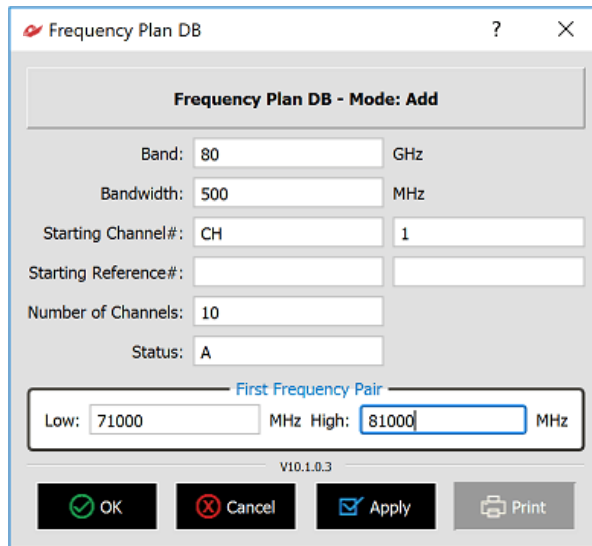 Frequency Plan DB ? X
Frequency Plan DB - Mode: Add
Band: 80 GHz
Bandwidth: 500 MHz
Starting Channel#: CH 1
Starting Reference#:
Number of Channels: 10
Status: A
First Frequency Pair
Low: 71000 MHz High: 81000 MHz
V10.1.0.3
OK Cancel Apply Print